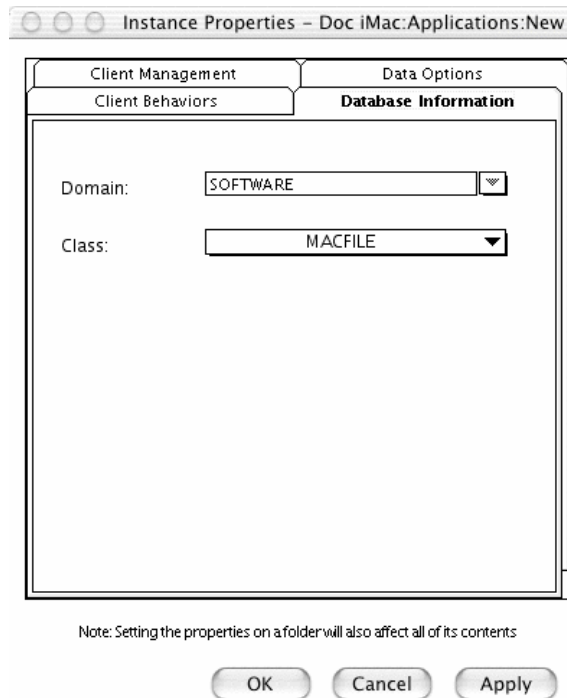 Instance Properties – Doc iMac:Applications:New
Client Management
Data Options
Client Behaviors
Database Information
Domain:
SOFTWARE
Class:
MACFILE
Note: Setting the properties on a folder will also affect all of its contents
OK
Cancel
Apply